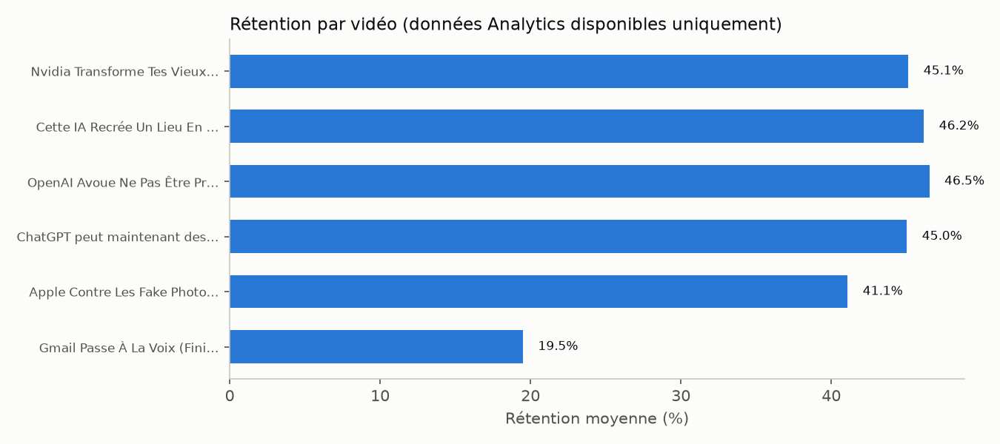 Rétention par vidéo (données Analytics disponibles uniquement)
Nvidia Transforme Tes Vieux… 45.1%
Cette IA Recrée Un Lieu En … 46.2%
OpenAI Avoue Ne Pas Être Pr… 46.5%
ChatGPT peut maintenant des… 45.0%
Apple Contre Les Fake Photo… 41.1%
Gmail Passe À La Voix (Fini… 19.5%
0 10 20 30 40
Rétention moyenne (%)